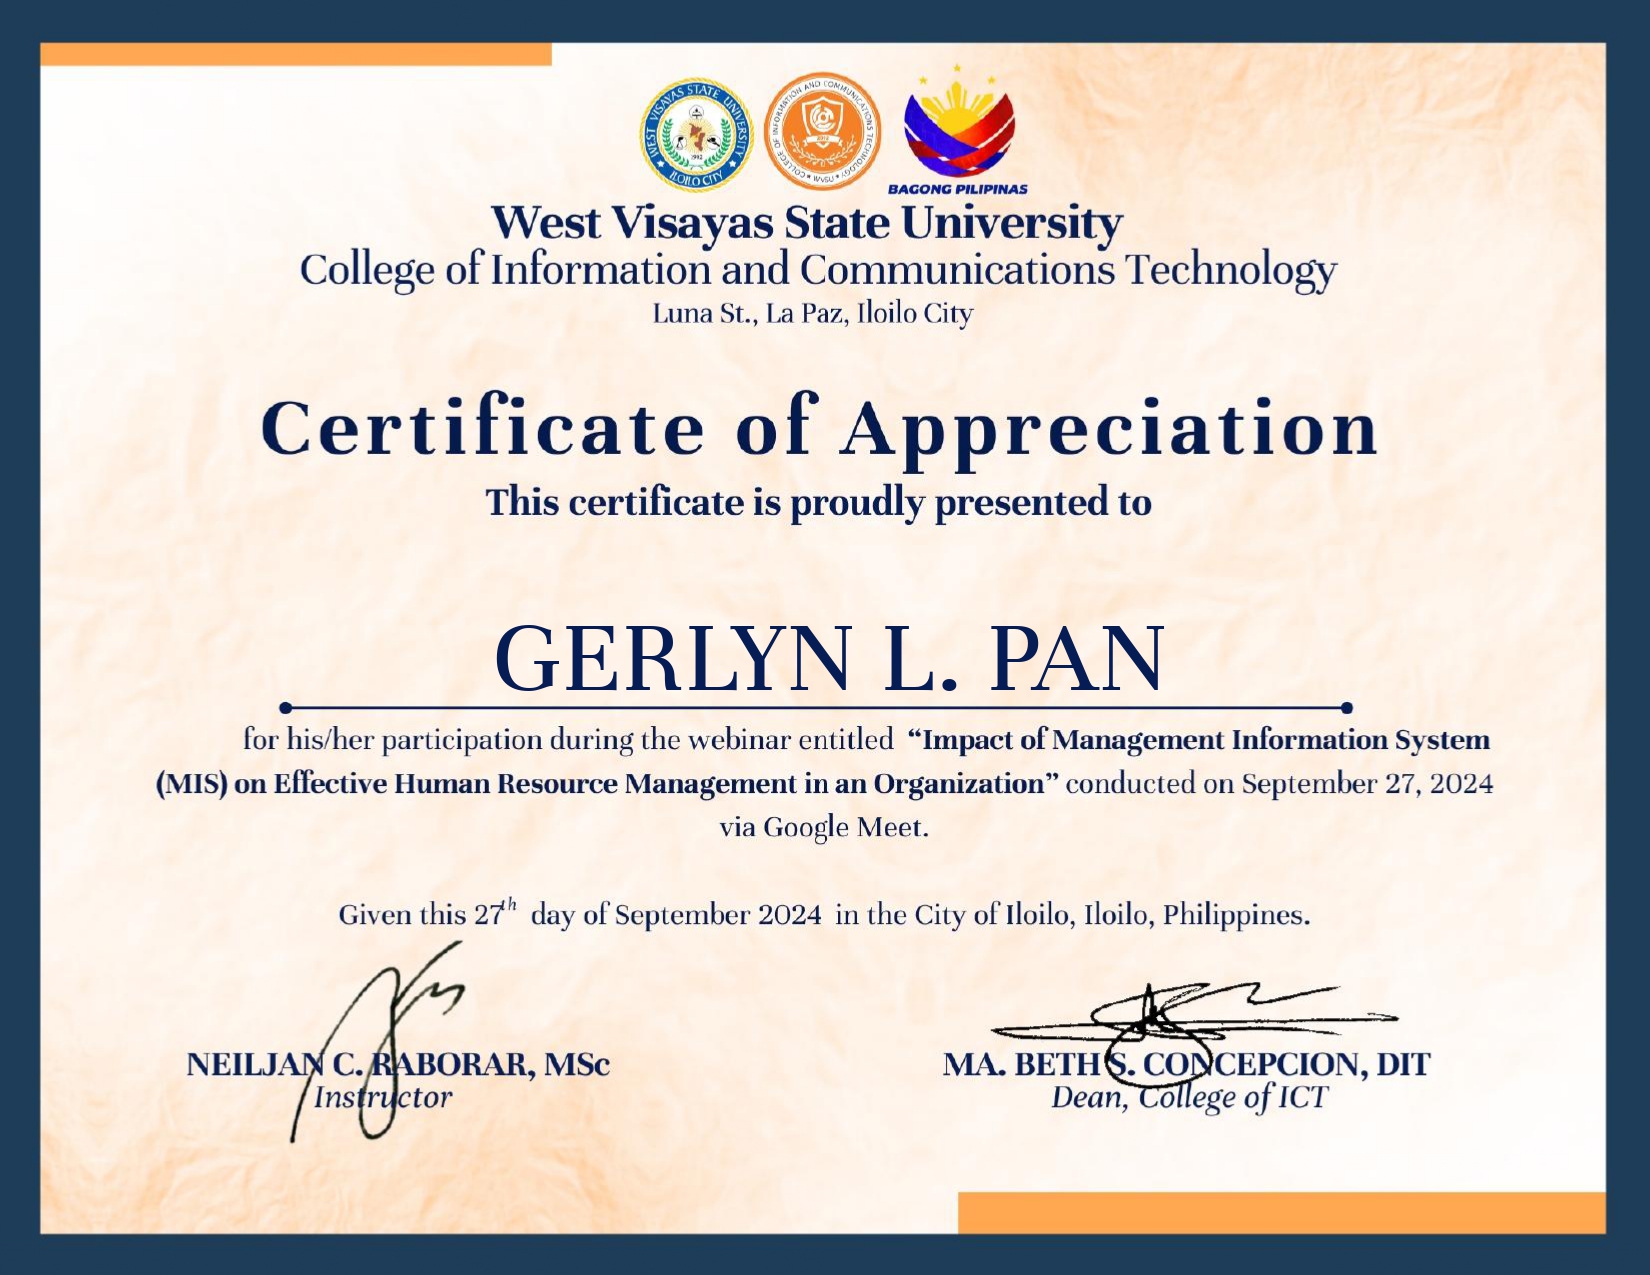 WEST VISAYAS STATE UNIVERSITY
1902
ILOILO CITY
COLLEGE OF INFORMATION AND COMMUNICATIONS TECHNOLOGY
WVSU
BAGONG PILIPINAS
West Visayas State University
College of Information and Communications Technology
Luna St., La Paz, Iloilo City
Certificate of Appreciation
This certificate is proudly presented to
GERLYN L. PAN
for his/her participation during the webinar entitled “Impact of Management Information System
(MIS) on Effective Human Resource Management in an Organization” conducted on September 27, 2024
via Google Meet.
Given this 27th day of September 2024 in the City of Iloilo, Iloilo, Philippines.
NEILJAN C. RABORAR, MSc
Instructor
MA. BETH S. CONCEPCION, DIT
Dean, College of ICT